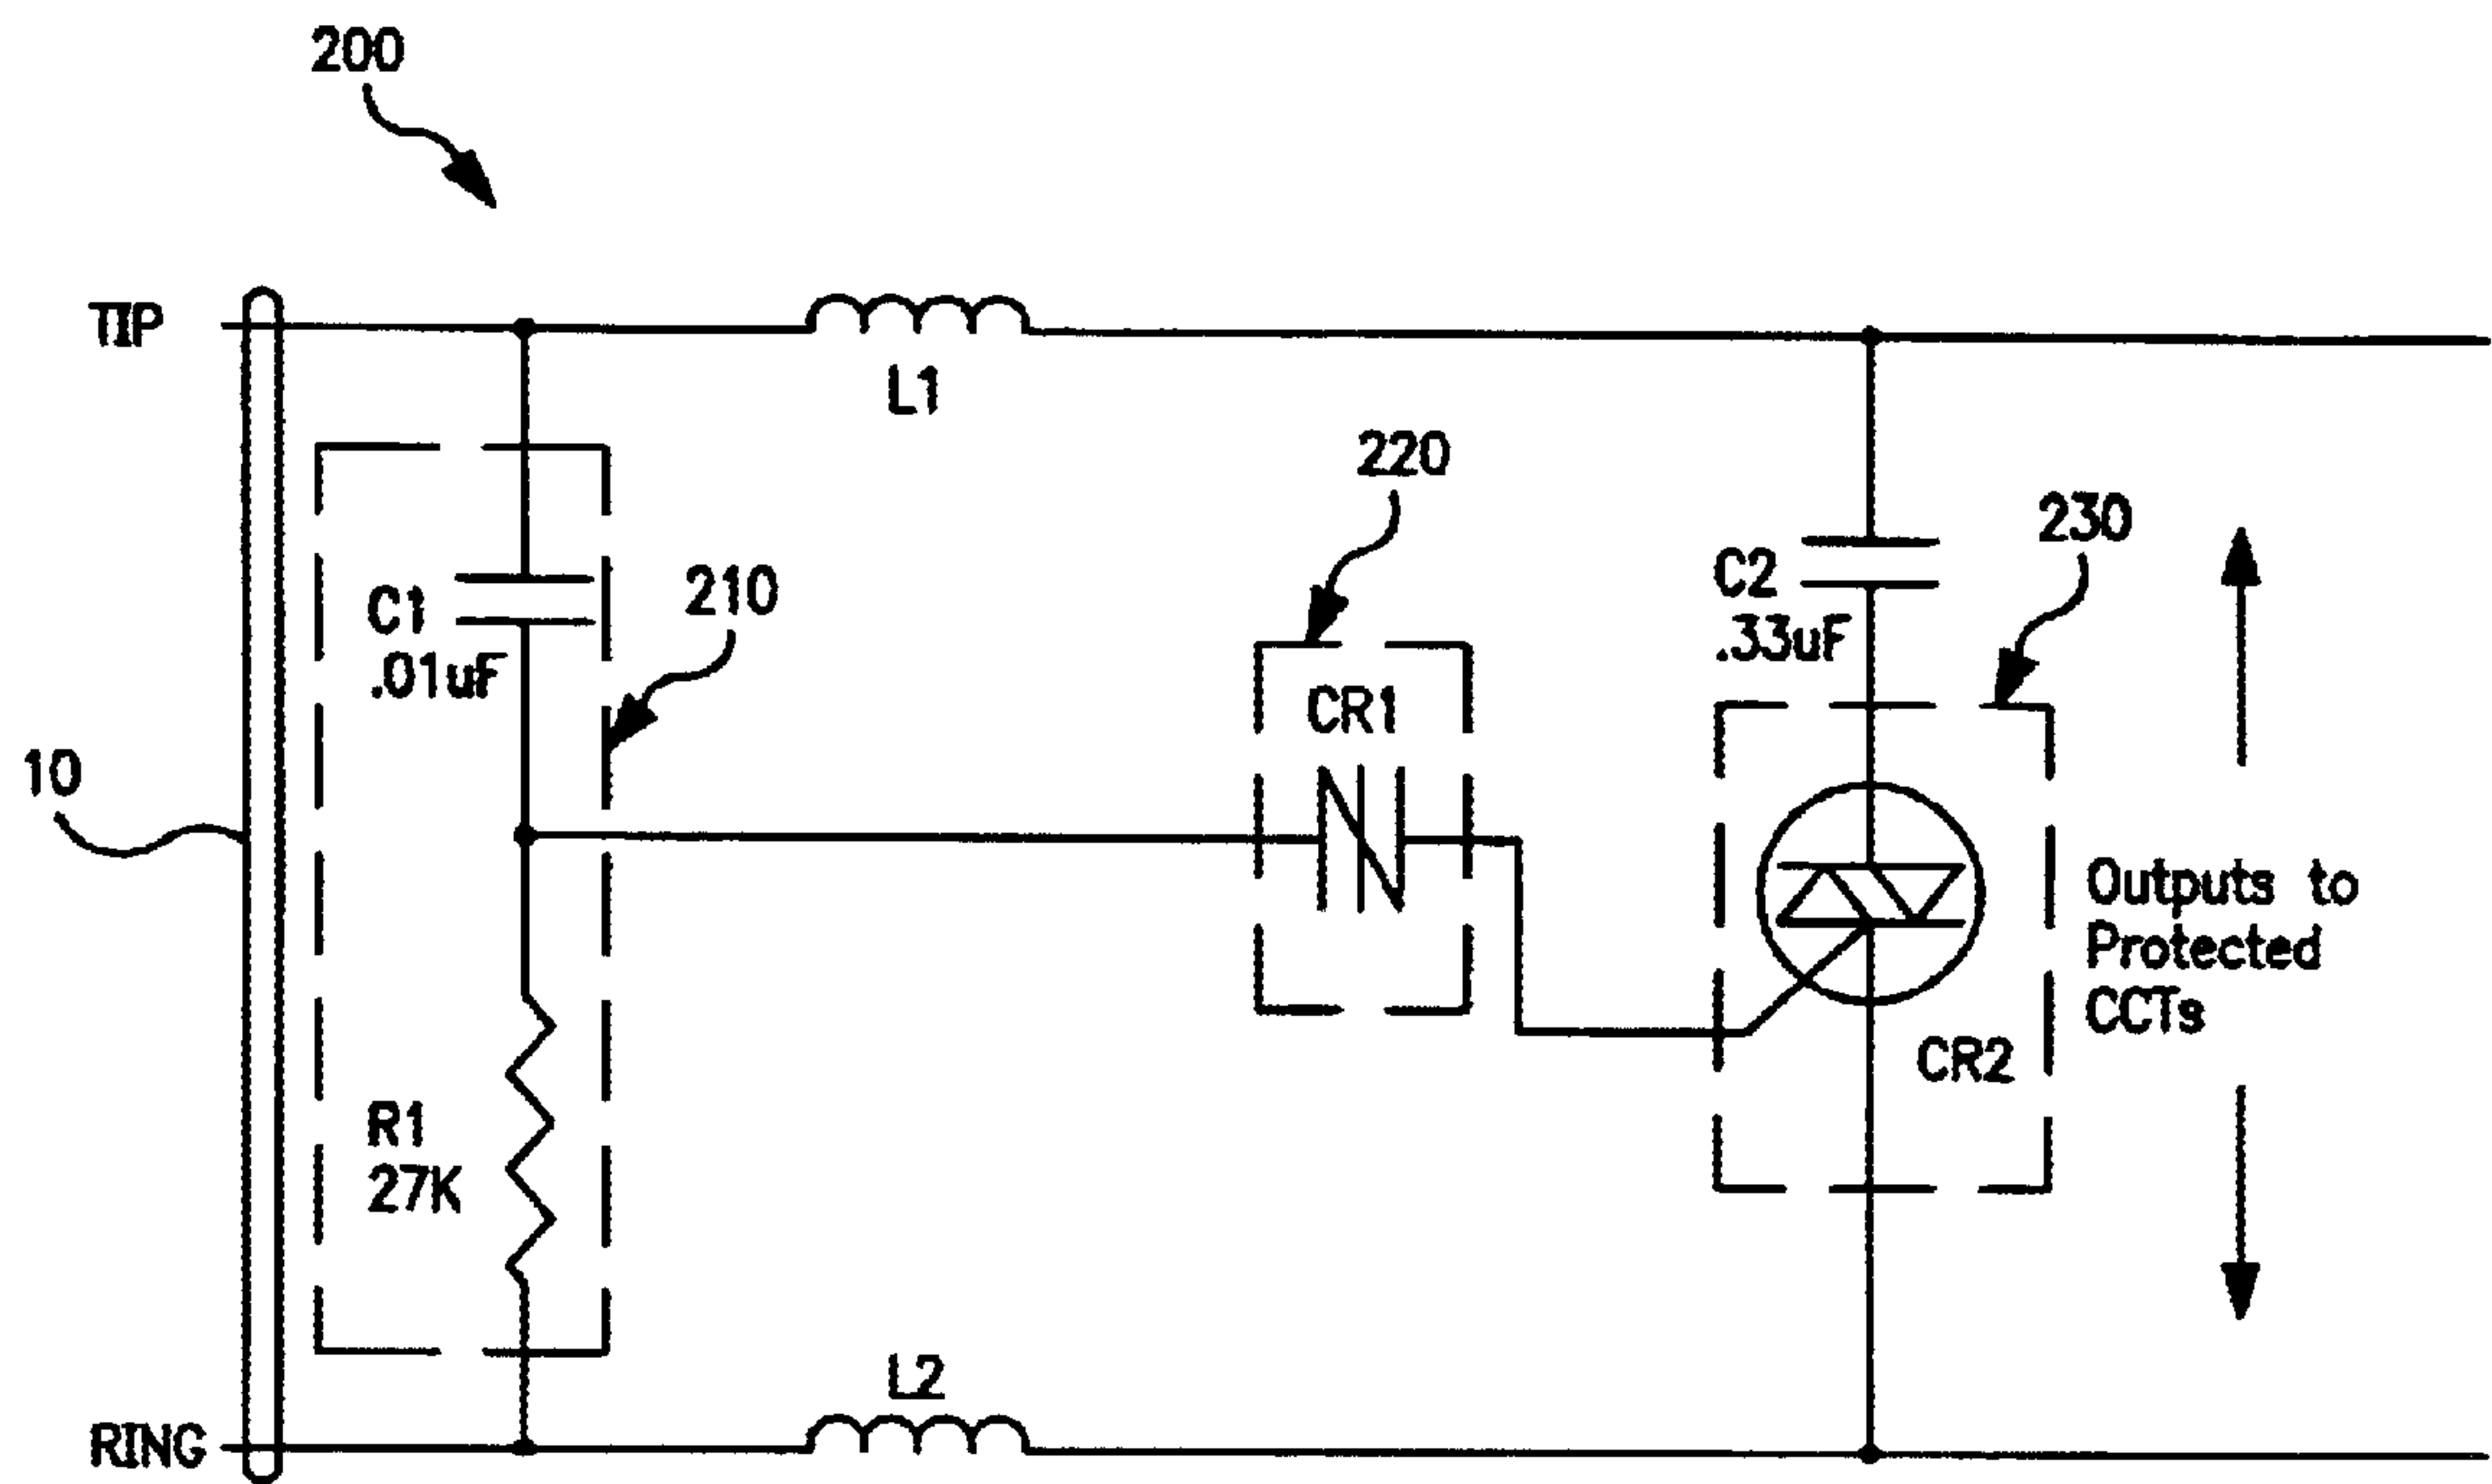 200
TIP
L1
220
230
C2
.33uF
210
C1
.01uF
CR1
10
Outputs to
Protected
CCTs
CR2
R1
27K
L2
RING